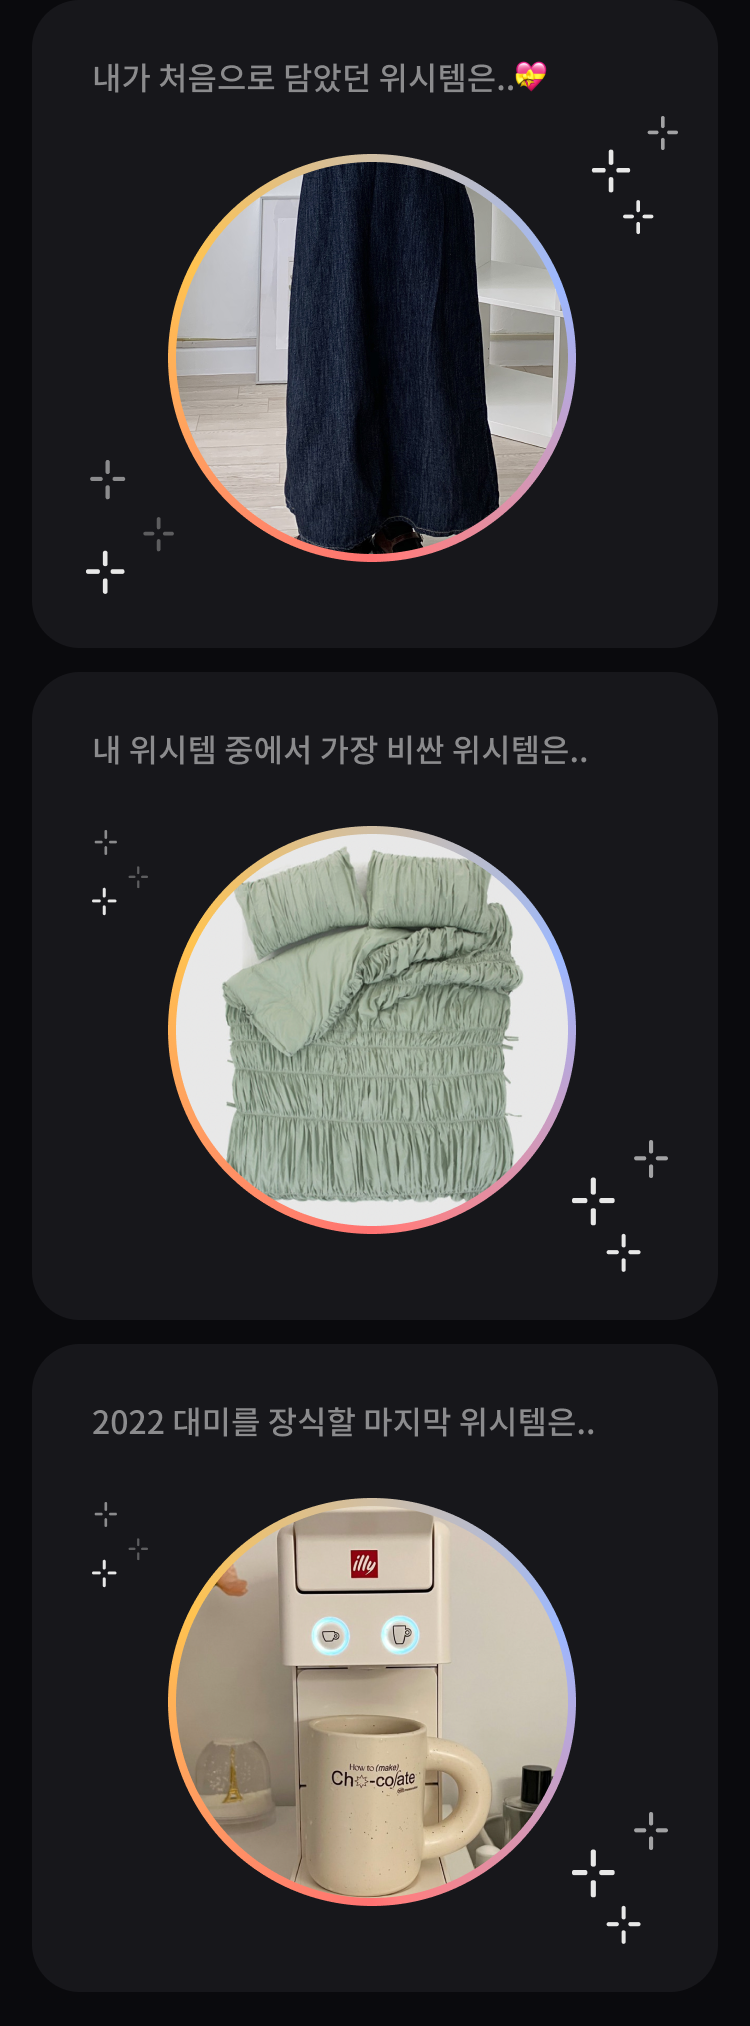 내가 처음으로 담았던 위시템은..💝
내 위시템 중에서 가장 비싼 위시템은..
2022 대미를 장식할 마지막 위시템은..
illy
How to (make)
Cho-colate